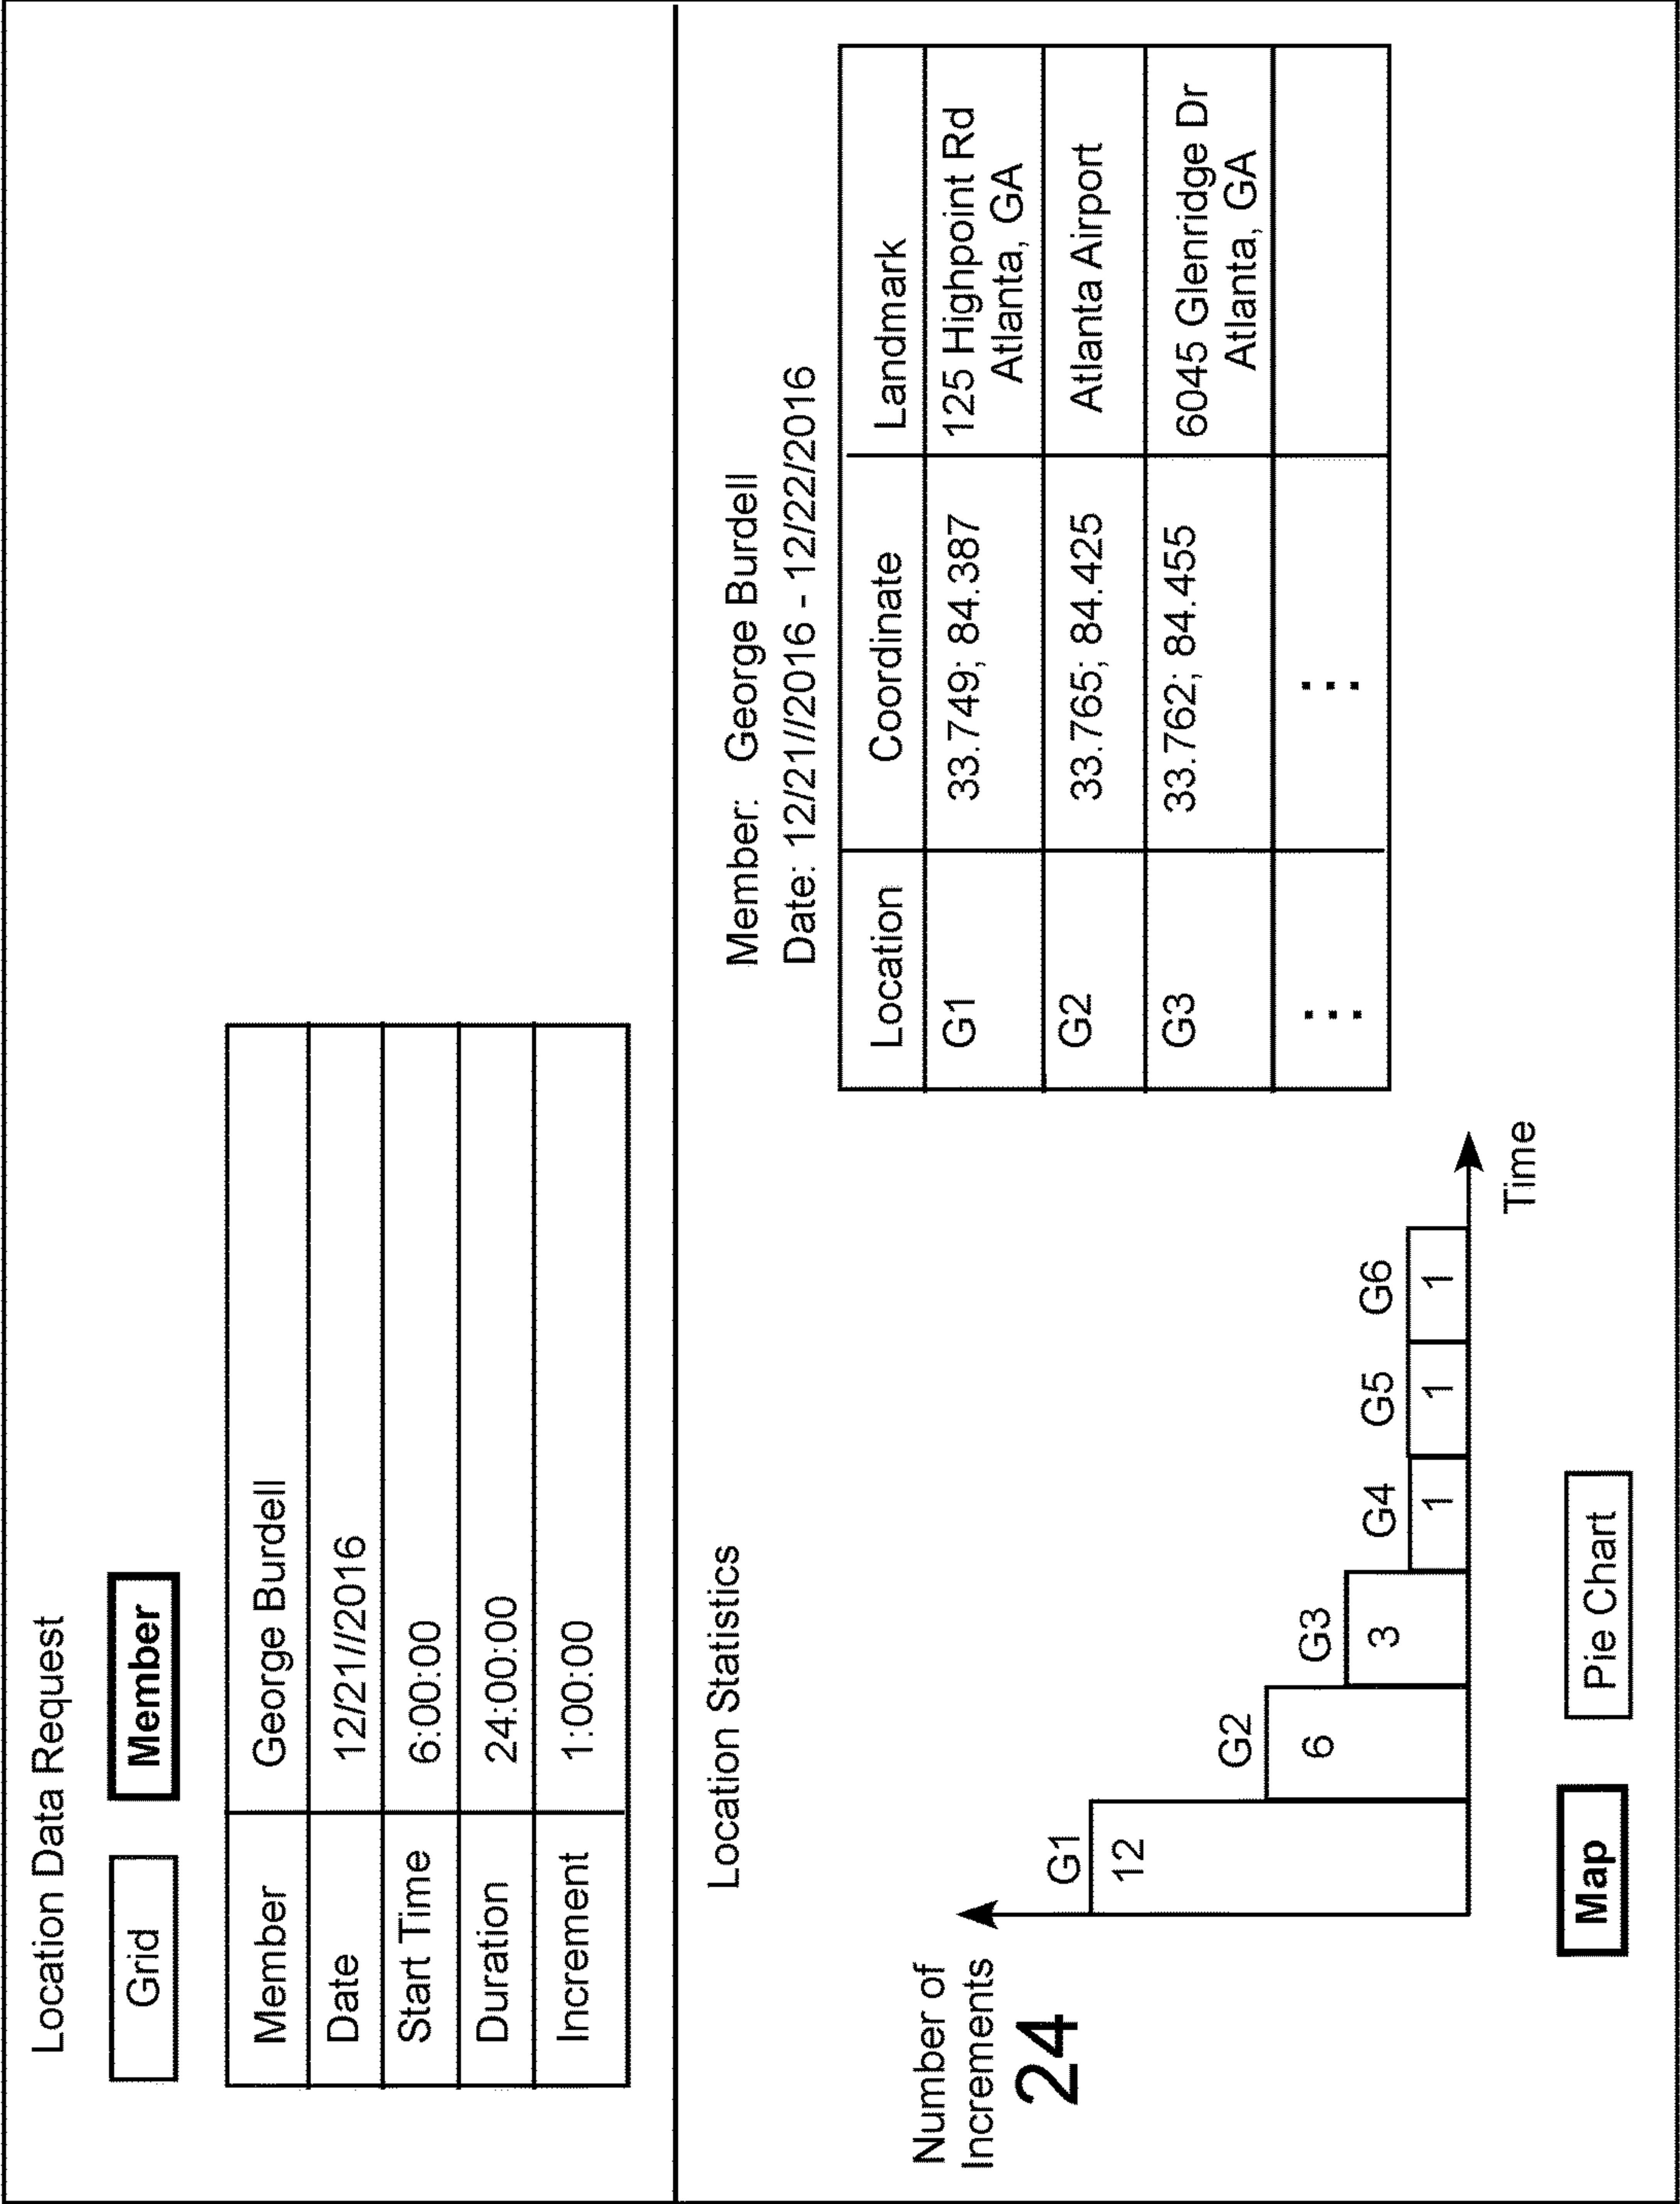 Location Data Request
Grid
Member
Member George Burdell
Date 12/21//2016
Start Time 6:00:00
Duration 24:00:00
Increment 1:00:00
Location Statistics
Number of
Increments
24
G1
12
G2
6
G3
3
G4
1
G5
1
G6
1
Time
Map
Pie Chart
Member: George Burdell
Date: 12/21//2016 - 12/22/2016
Location Coordinate Landmark
G1 33.749; 84.387 125 Highpoint Rd
Atlanta, GA
G2 33.765; 84.425 Atlanta Airport
G3 33.762; 84.455 6045 Glenridge Dr
Atlanta, GA
⋮ ⋮